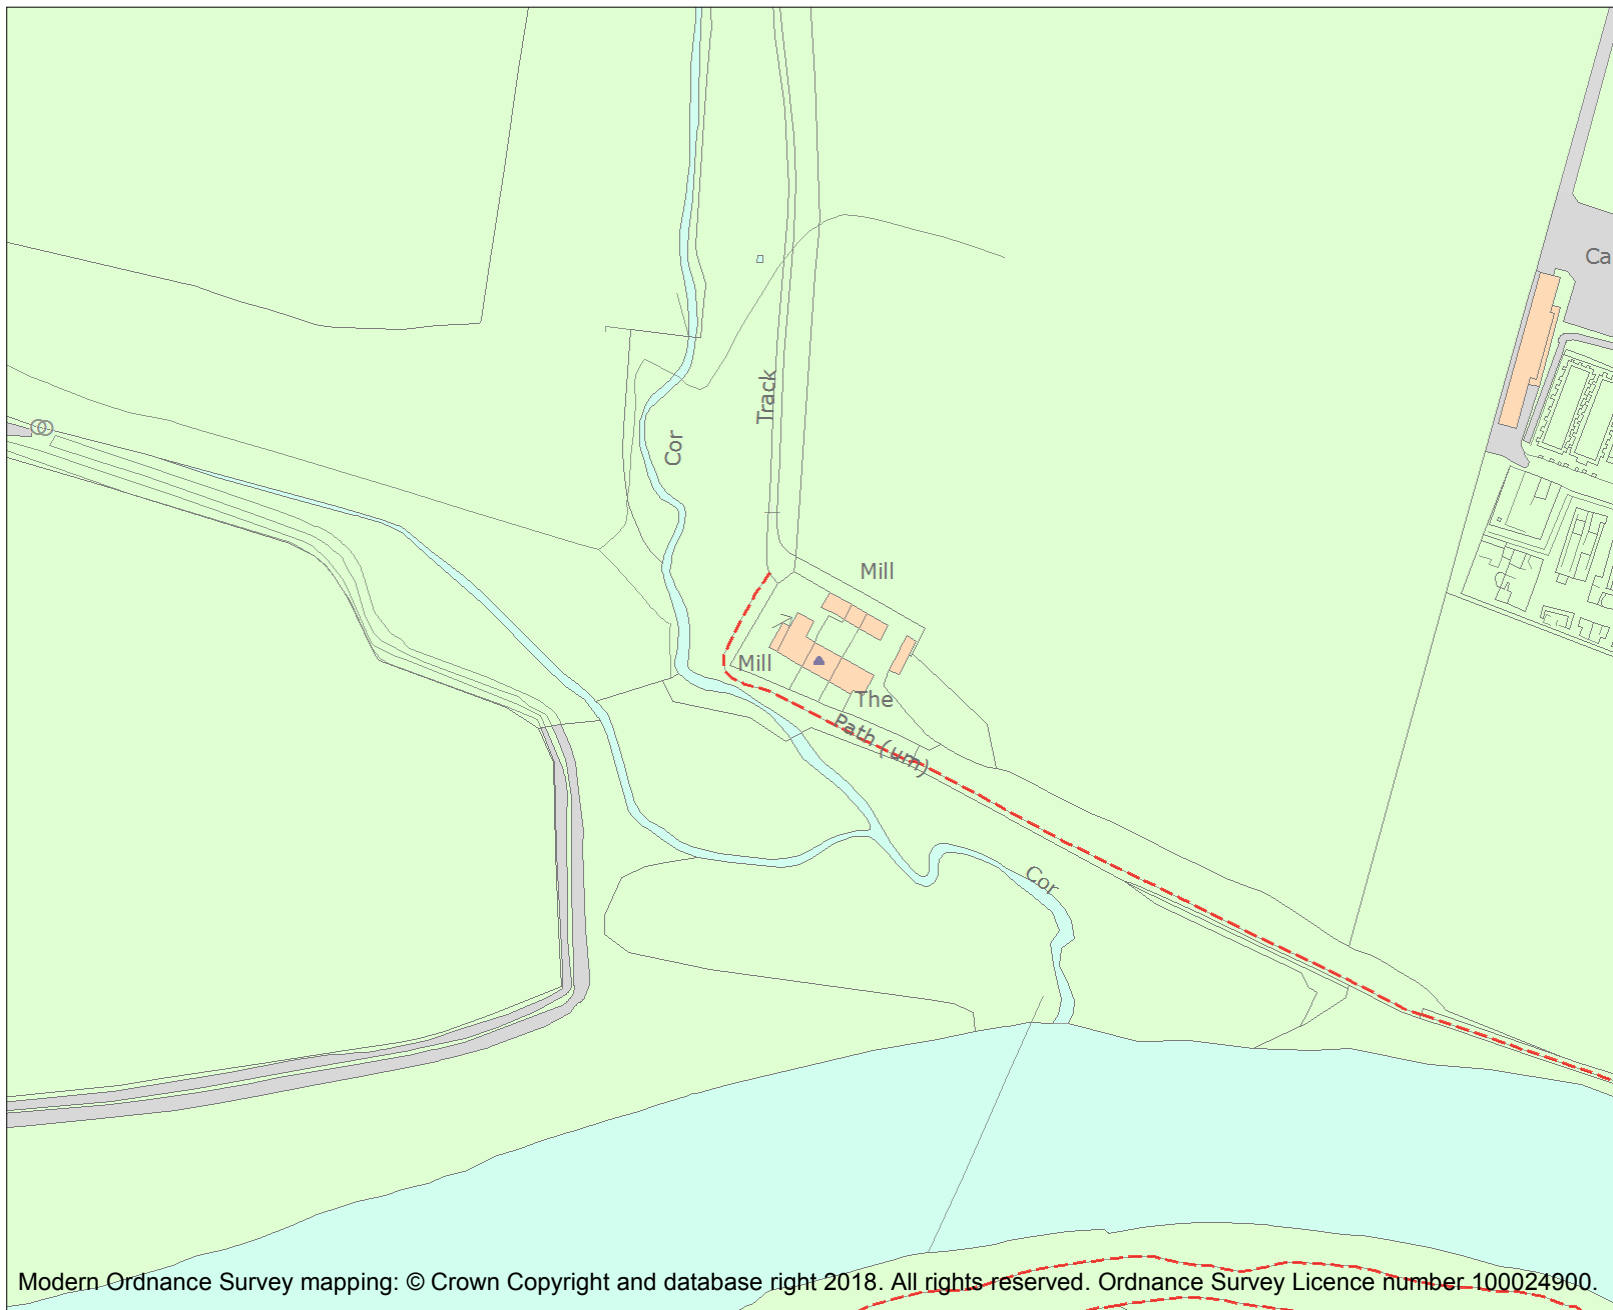 Ca
Track
Cor
Mill
Mill
The
Path (um)
Cor
Modern Ordnance Survey mapping: © Crown Copyright and database right 2018. All rights reserved. Ordnance Survey Licence number 100024900.